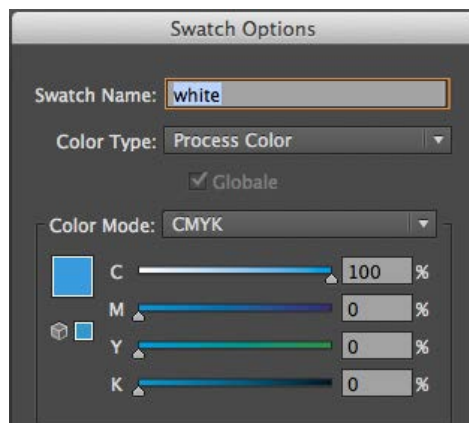 Swatch Options
Swatch Name: white
Color Type: Process Color
Globale
Color Mode: CMYK
C 100 %
M 0 %
Y 0 %
K 0 %